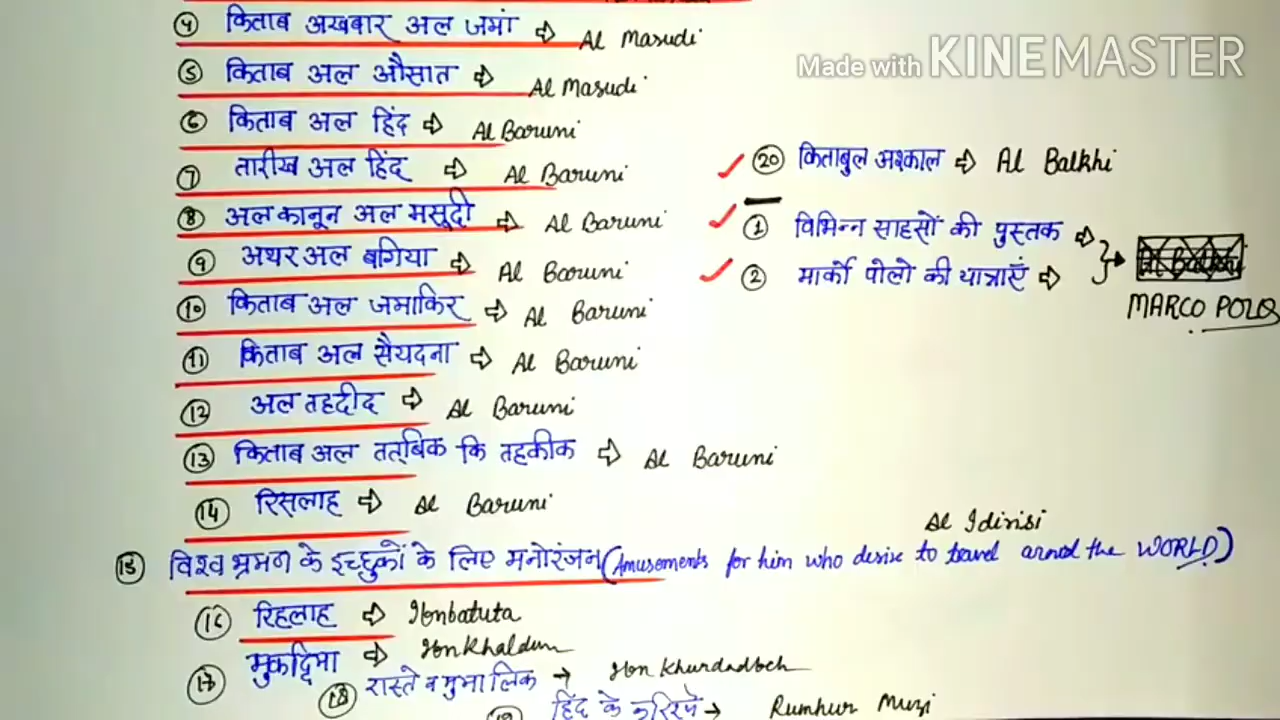 ④ किताब अखबार अल जमां ⇨ Al Masudi
⑤ किताब अल औसात ⇨ Al Masudi
⑥ किताब अल हिंद ⇨ Al Baruni
⑦ तारीख अल हिंद ⇨ Al Baruni
⑧ अल कानून अल मसूदी ⇨ Al Baruni
⑨ अथर अल बगिया ⇨ Al Baruni
⑩ किताब अल जमाकिर ⇨ Al Baruni
⑪ किताब अल सैयदना ⇨ Al Baruni
⑫ अल तहदीद ⇨ Al Baruni
⑬ किताब अल तत्बिक कि तहकीक ⇨ Al Baruni
⑭ रिसलाह ⇨ Al Baruni
Al Idirisi
⑮ विश्व भ्रमण के इच्छुकों के लिए मनोरंजन (Amusements for him who desire to travel around the WORLD)
⑯ रिहलाह ⇨ Ibnbatuta
⑰ मुकद्दिमा ⇨ Ibn Khaldun
⑱ रास्ते व मुमालिक → Ibn Khurdadbeh
⑲ हिंद के करिश्में → Rumhur Muzi
Made with KINEMASTER
⑳ किताबुल अश्काल ⇨ Al Balkhi
① विभिन्न साहसों की पुस्तक ⇨
② मार्को पोलो की यात्राएँ ⇨
MARCO POLO